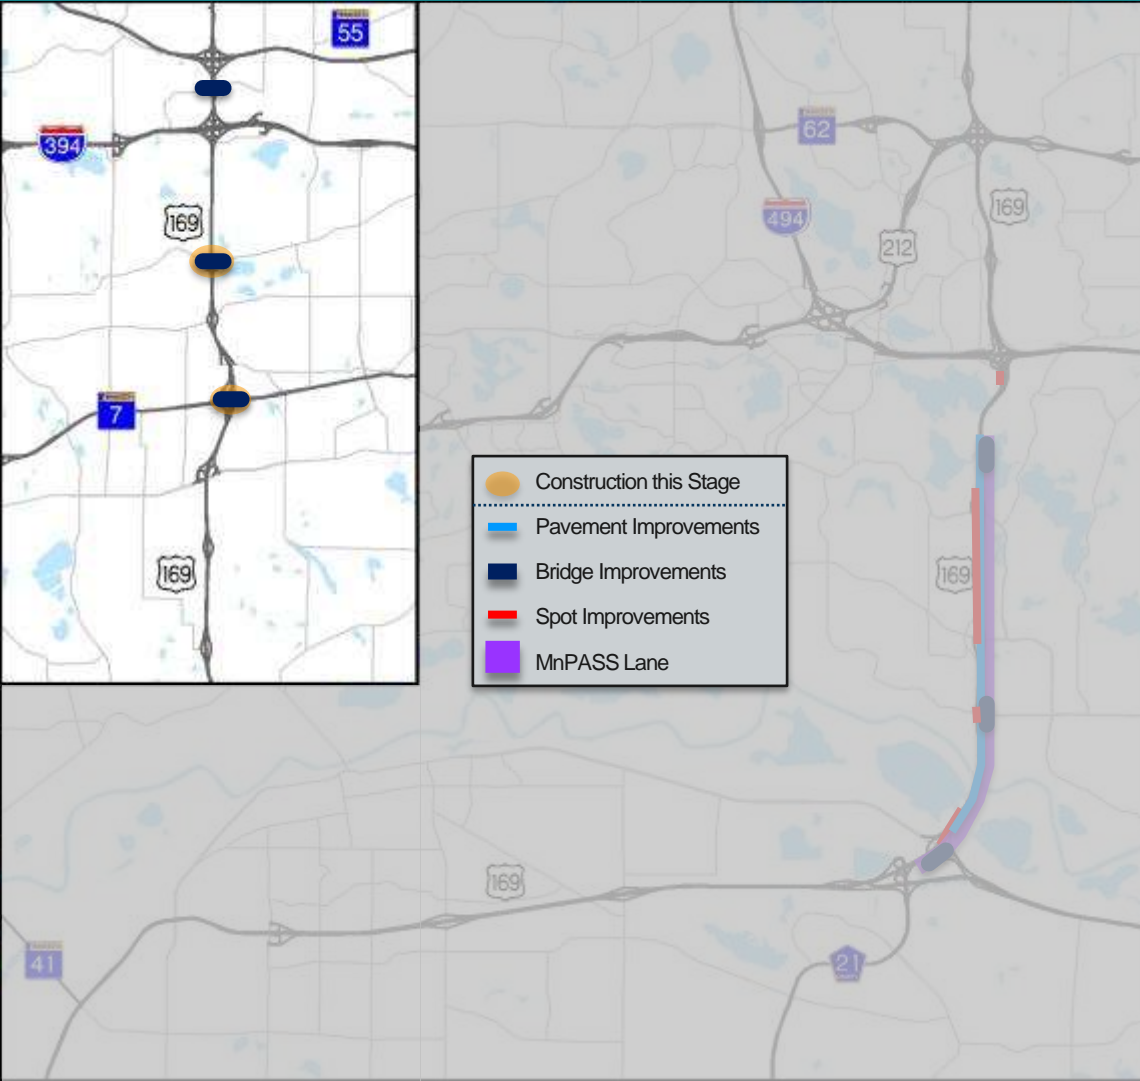 55
394
169
7
169
62
494
212
169
169
Construction this Stage
Pavement Improvements
Bridge Improvements
Spot Improvements
MnPASS Lane
169
41
21